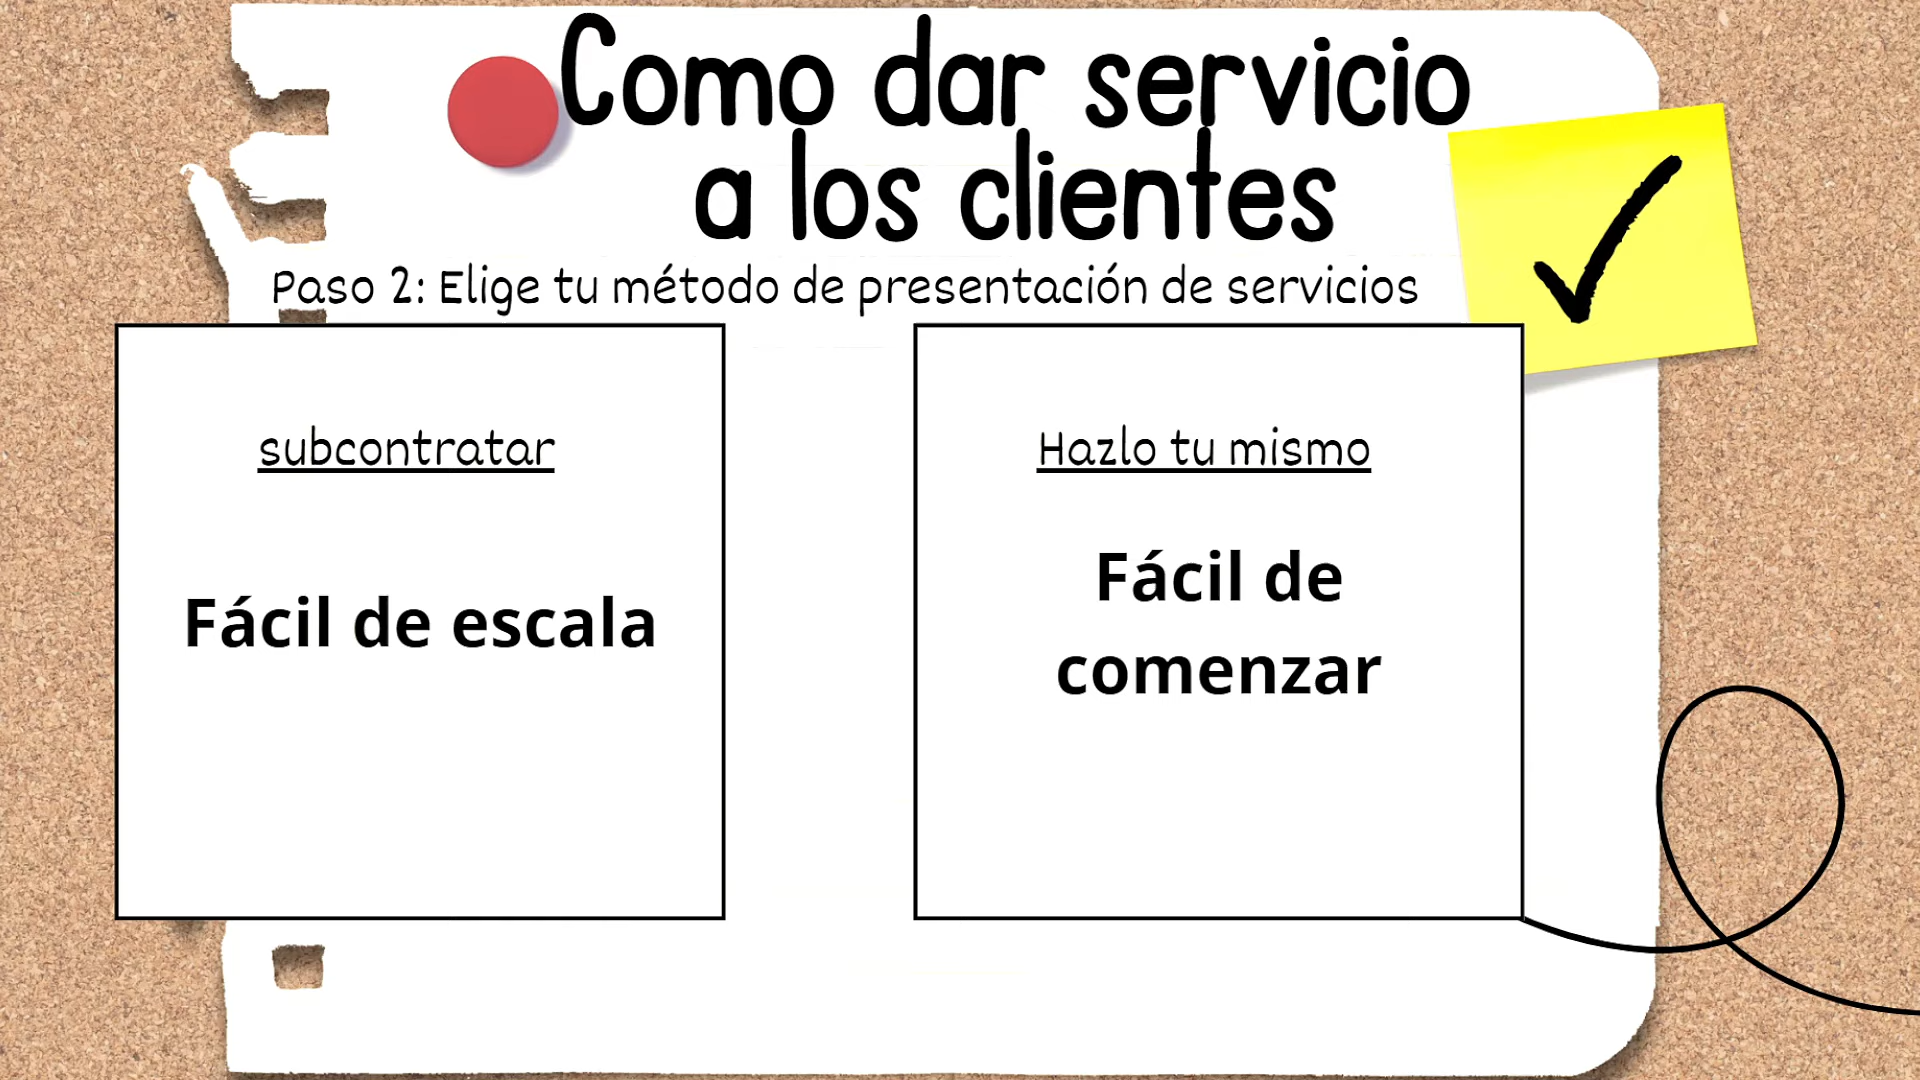 Como dar servicio
a los clientes
Paso 2: Elige tu método de presentación de servicios
subcontratar
Fácil de escala
Hazlo tu mismo
Fácil de
comenzar